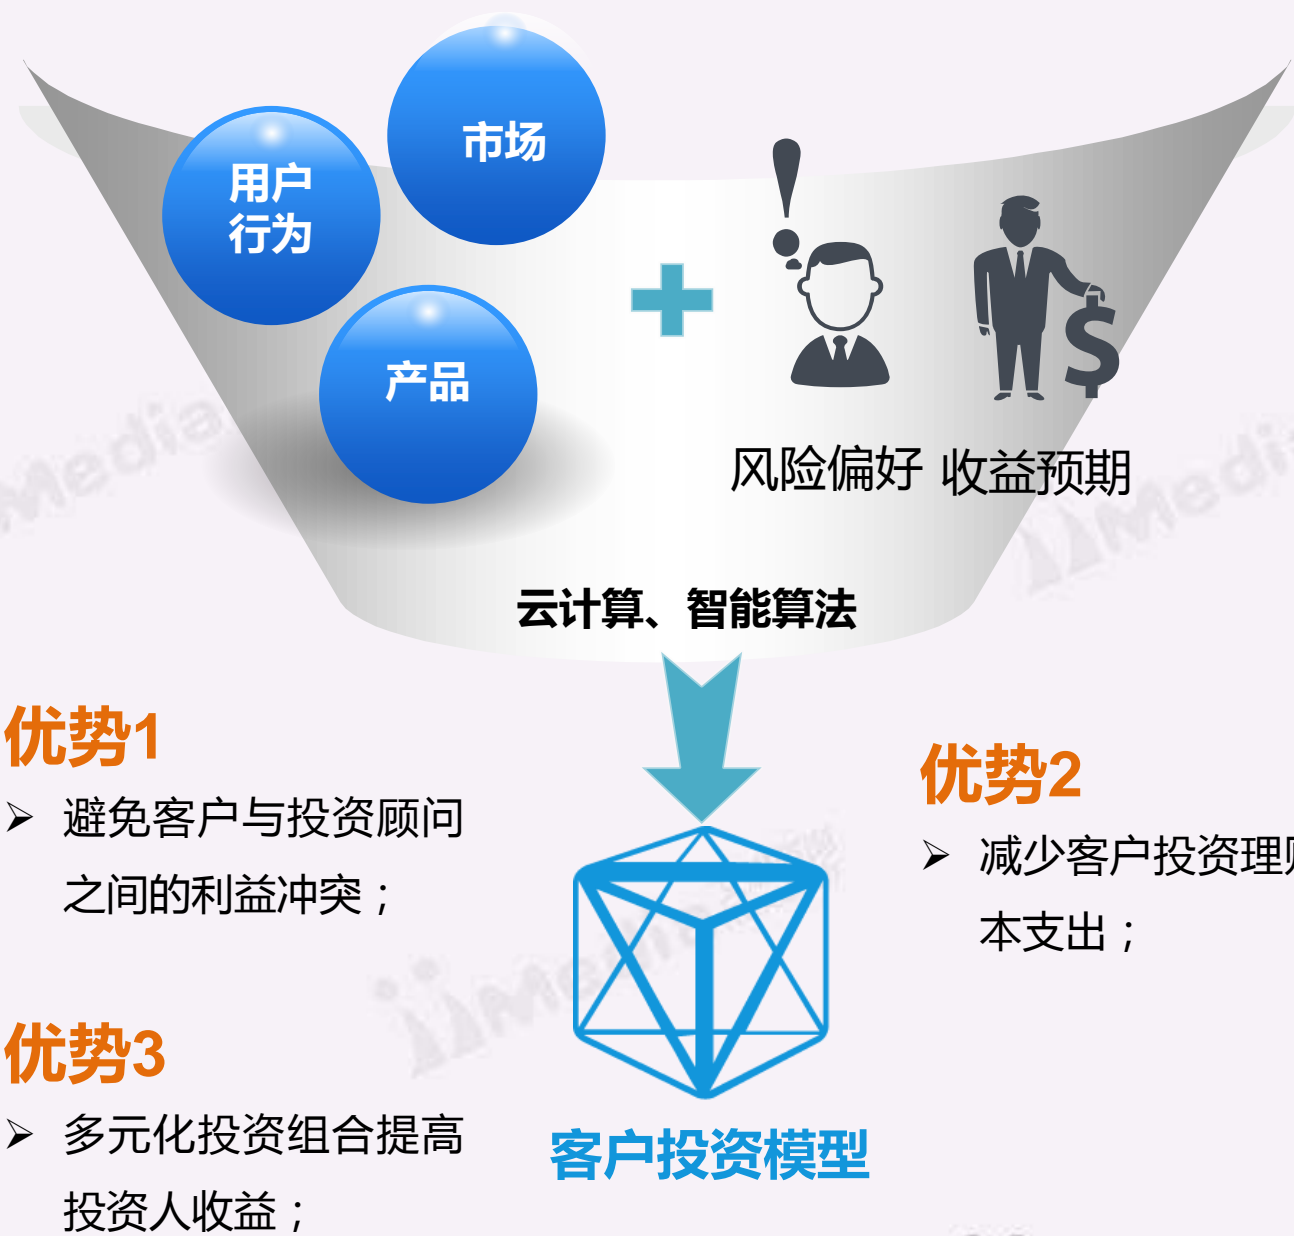 市场
用户
行为
产品
风险偏好 收益预期
云计算、智能算法
优势1
➢ 避免客户与投资顾问
之间的利益冲突；
优势2
➢ 减少客户投资理
本支出；
优势3
➢ 多元化投资组合提高
投资人收益；
客户投资模型
iiMedia